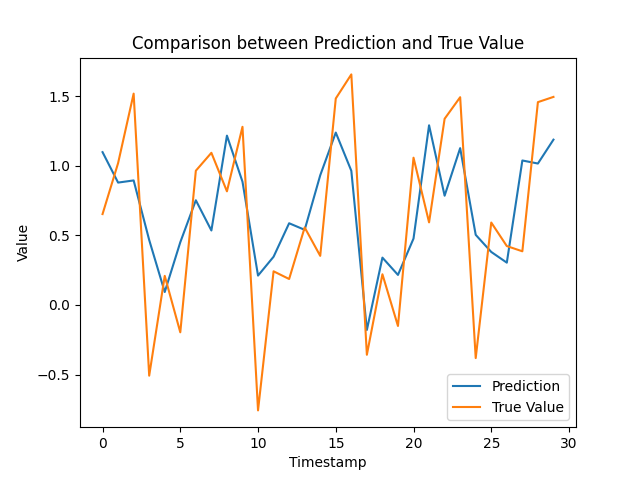 Comparison between Prediction and True Value
1.5
1.0
0.5
0.0
−0.5
Value
0 5 10 15 20 25 30
Timestamp
Prediction
True Value